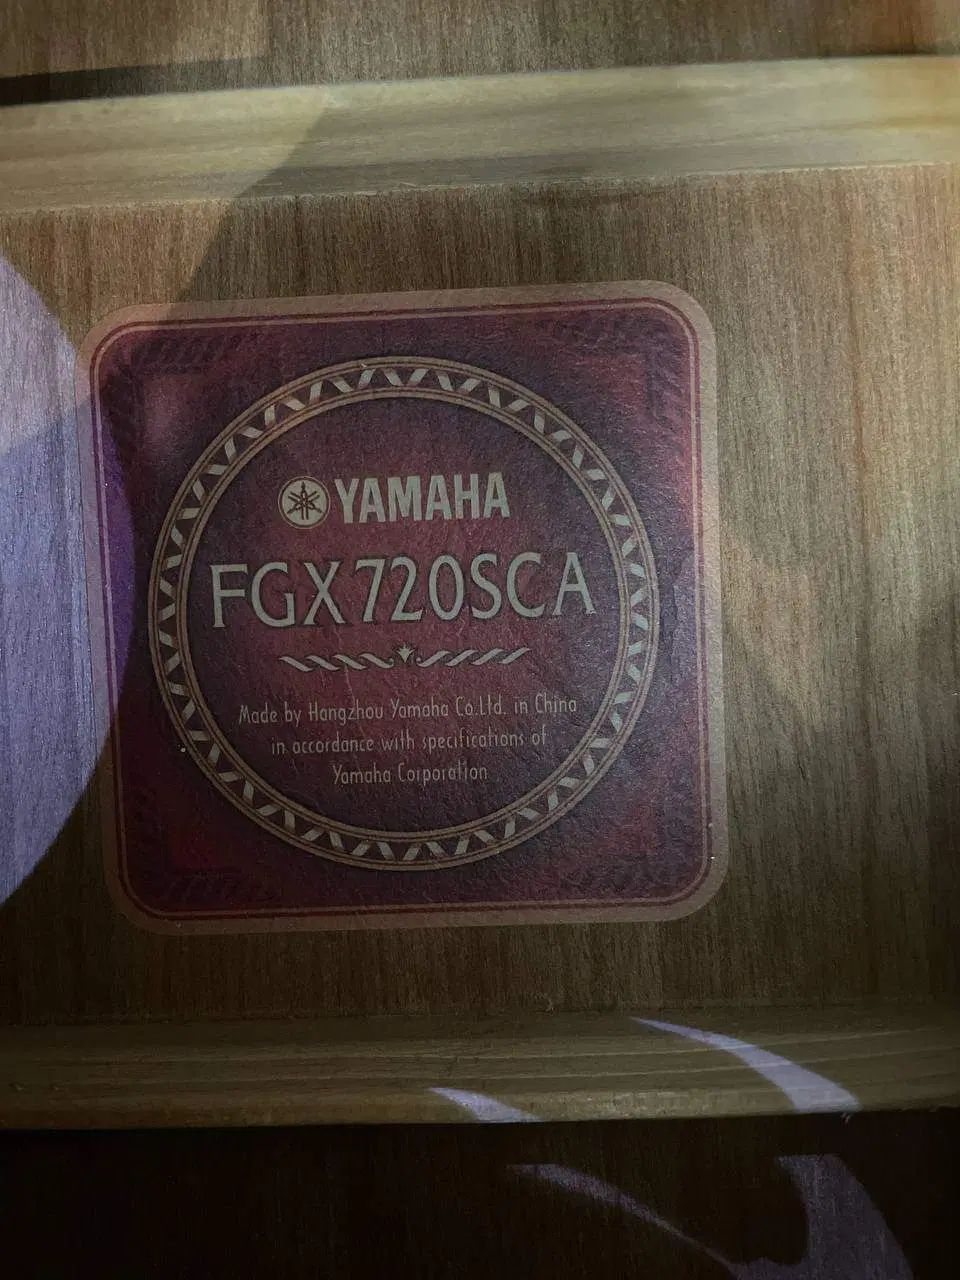 YAMAHA
FGX720SCA
Made by Hangzhou Yamaha Co.Ltd. in China
in accordance with specifications of
Yamaha Corporation